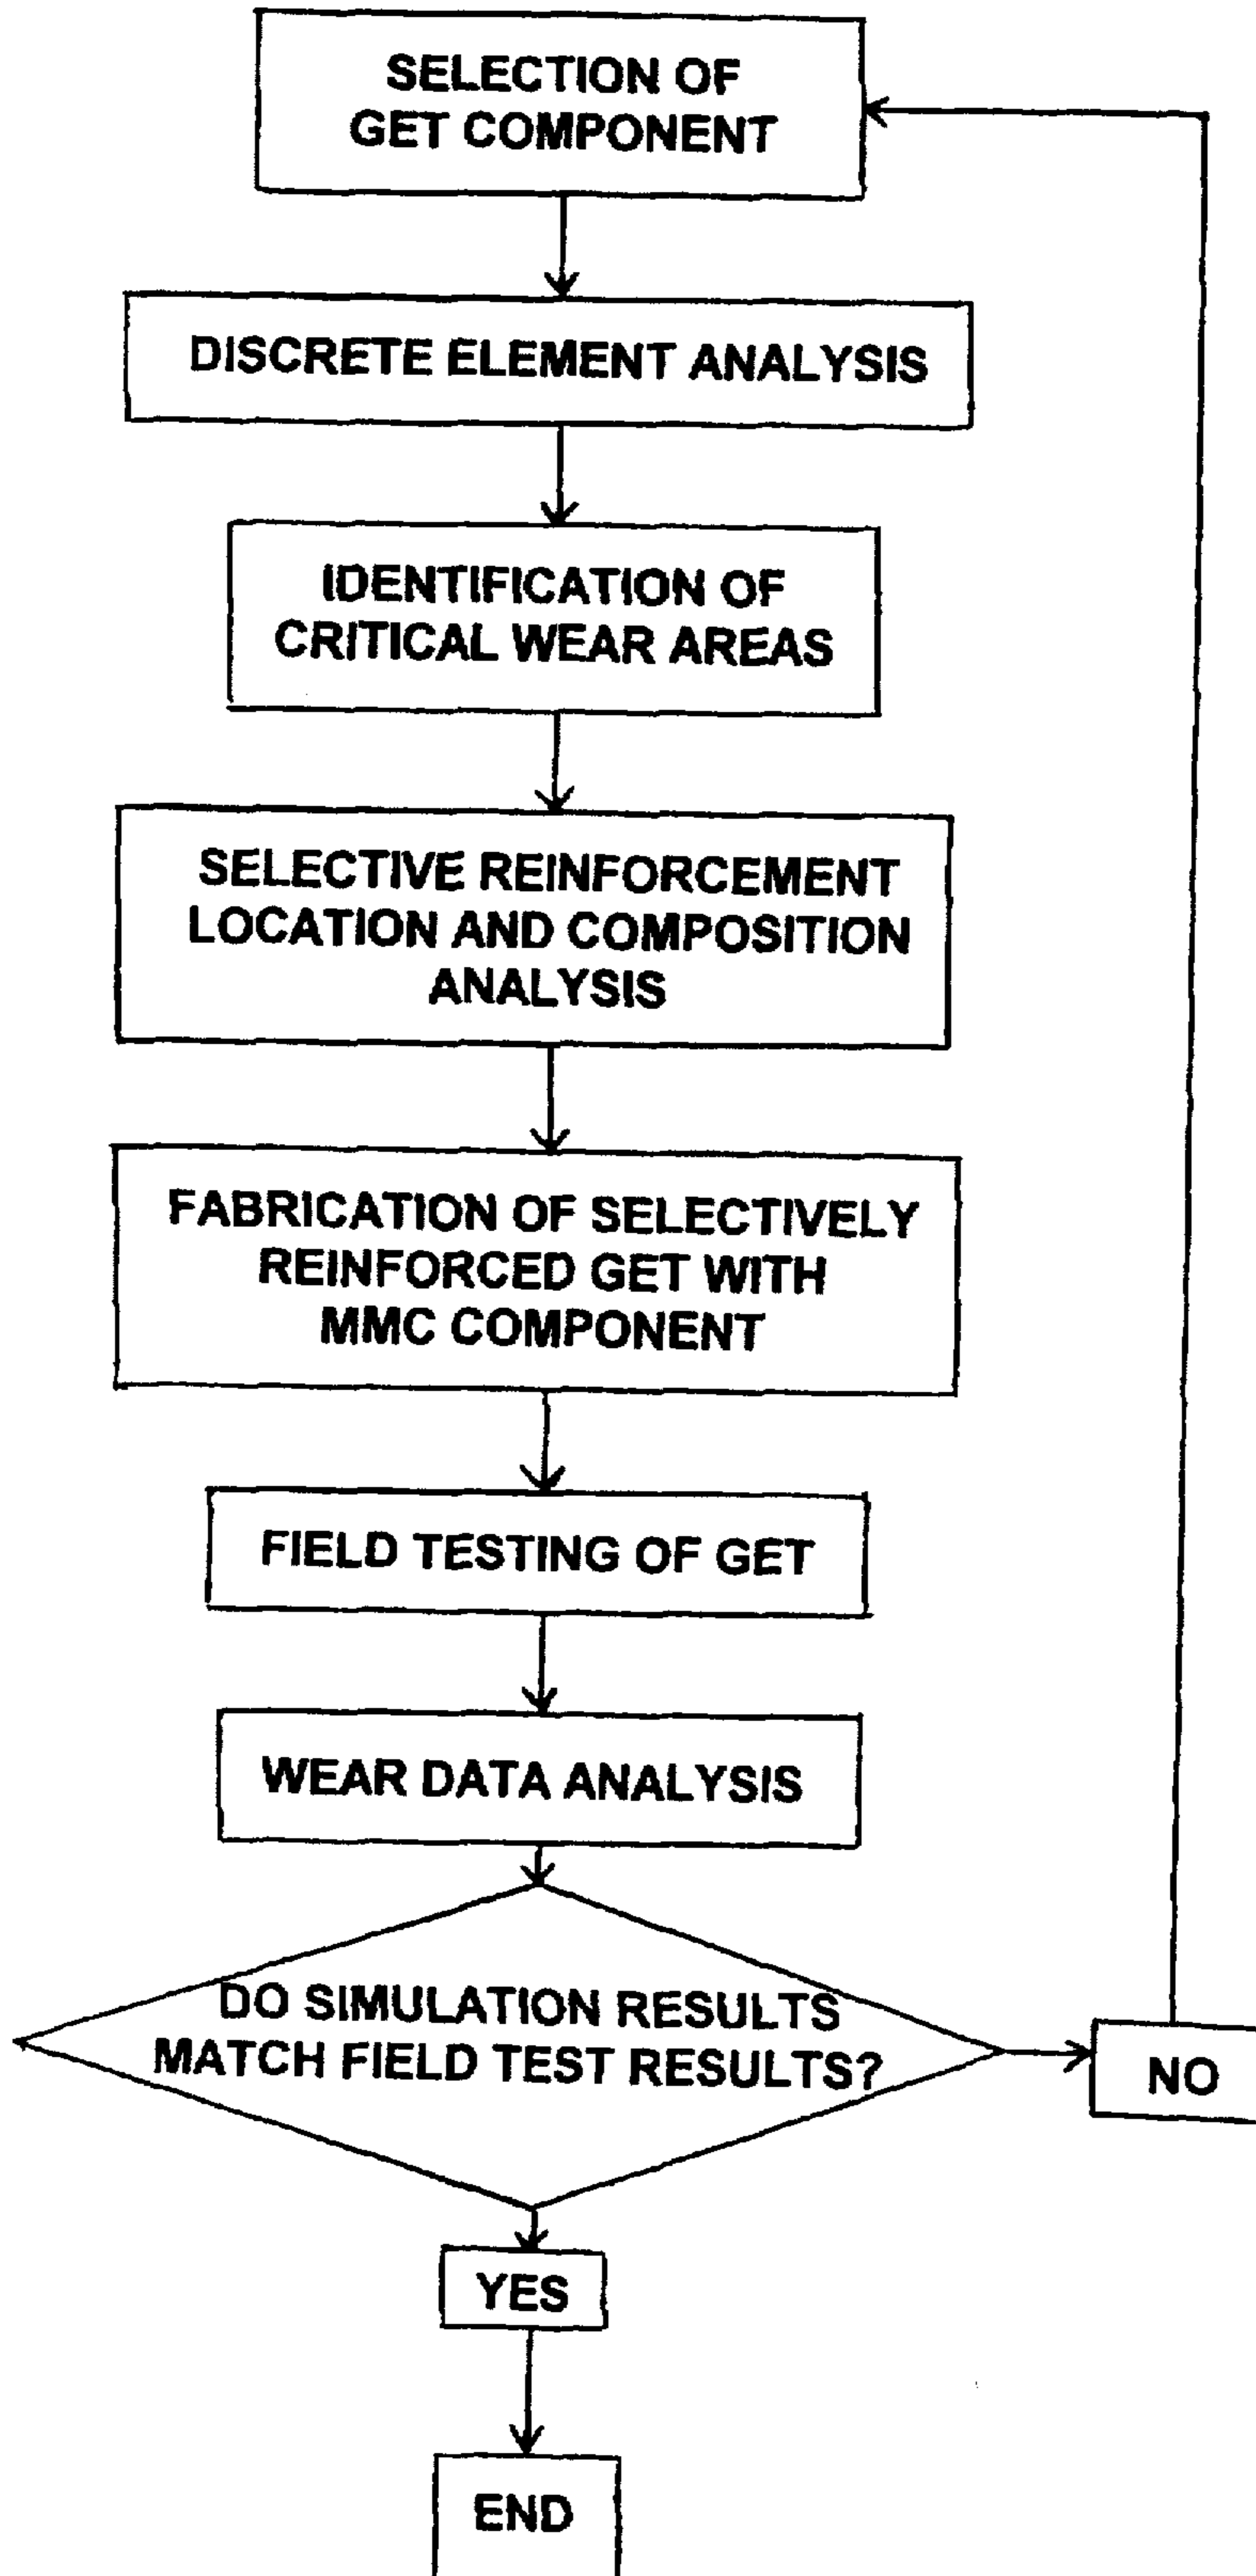 SELECTION OF
GET COMPONENT
DISCRETE ELEMENT ANALYSIS
IDENTIFICATION OF
CRITICAL WEAR AREAS
SELECTIVE REINFORCEMENT
LOCATION AND COMPOSITION
ANALYSIS
FABRICATION OF SELECTIVELY
REINFORCED GET WITH
MMC COMPONENT
FIELD TESTING OF GET
WEAR DATA ANALYSIS
DO SIMULATION RESULTS
MATCH FIELD TEST RESULTS?
NO
YES
END